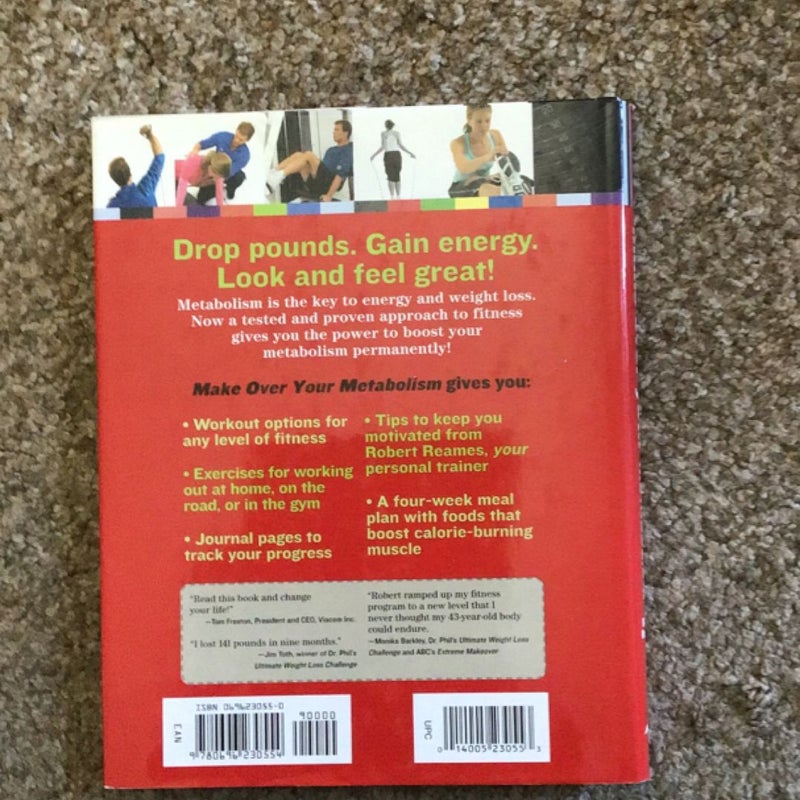 Drop pounds. Gain energy.
Look and feel great!
Metabolism is the key to energy and weight loss.
Now a tested and proven approach to fitness
gives you the power to boost your
metabolism permanently!
Make Over Your Metabolism gives you:
• Workout options for
any level of fitness
• Exercises for working
out at home, on the
road, or in the gym
• Journal pages to
track your progress
• Tips to keep you
motivated from
Robert Reames, your
personal trainer
• A four-week meal
plan with foods that
boost calorie-burning
muscle
"Read this book and change
your life!"
—Tom Freston, President and CEO, Viacom Inc.
"I lost 141 pounds in nine months."
—Jim Toth, winner of Dr. Phil's
Ultimate Weight Loss
Challenge
"Robert ramped up my fitness
program to a new level that I
never thought my 43-year-old body
could endure.
—Moniks Barkley, Dr. Phil's Ultimate Weight Loss
Challenge and ABC's Extreme Makeover
ISBN 069623055-0
90000
EAN
9 780696 230554
UPC
0 14005 23055 3